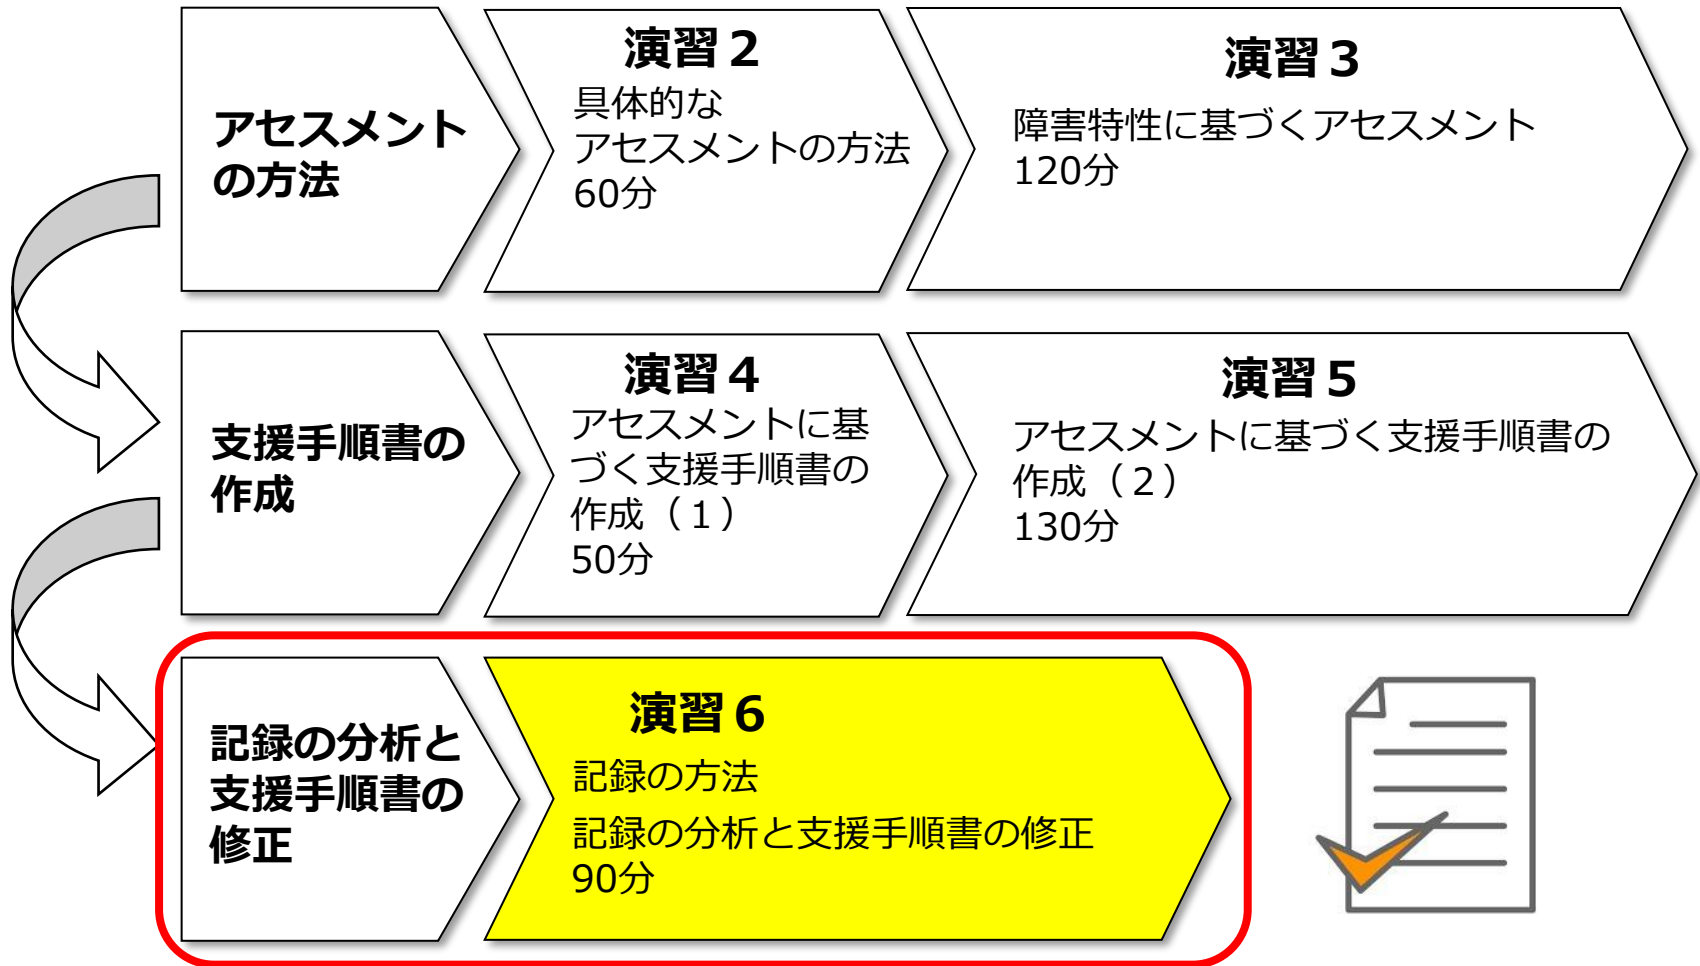 アセスメント
の方法
演習２
具体的な
アセスメントの方法
60分
演習３
障害特性に基づくアセスメント
120分
支援手順書の
作成
演習４
アセスメントに基
づく支援手順書の
作成（１）
50分
演習５
アセスメントに基づく支援手順書の
作成（２）
130分
記録の分析と
支援手順書の
修正
演習６
記録の方法
記録の分析と支援手順書の修正
90分